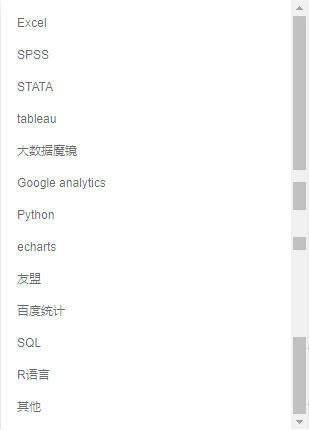 Excel
SPSS
STATA
tableau
大数据魔镜
Google analytics
Python
echarts
友盟
百度统计
SQL
R语言
其他